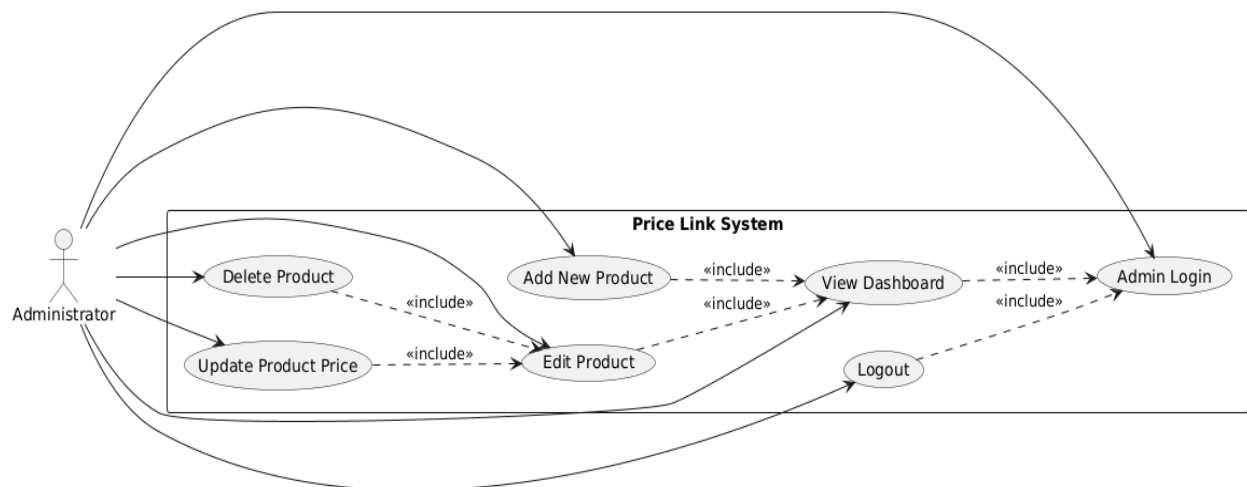 Price Link System
Delete Product
Add New Product
«include»
View Dashboard
«include»
Admin Login
Administrator
«include»
«include»
«include»
Update Product Price
«include»
Edit Product
Logout